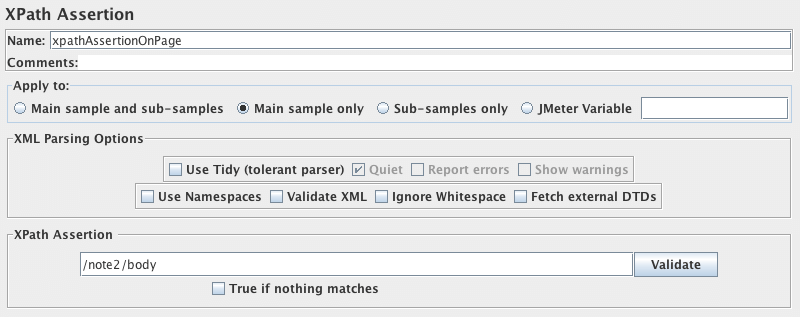 XPath Assertion
Name: xpathAssertionOnPage
Comments:
Apply to:
Main sample and sub-samples Main sample only Sub-samples only JMeter Variable
XML Parsing Options
Use Tidy (tolerant parser) Quiet Report errors Show warnings
Use Namespaces Validate XML Ignore Whitespace Fetch external DTDs
XPath Assertion
/note2/body Validate
True if nothing matches